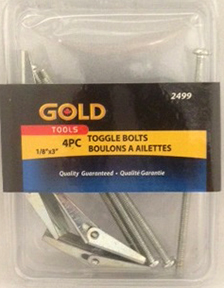 2499
GOLD
TOOLS
4PC TOGGLE BOLTS
1/8"x3" BOULONS A AILETTES
Quality Guaranteed • Qualité Garantie